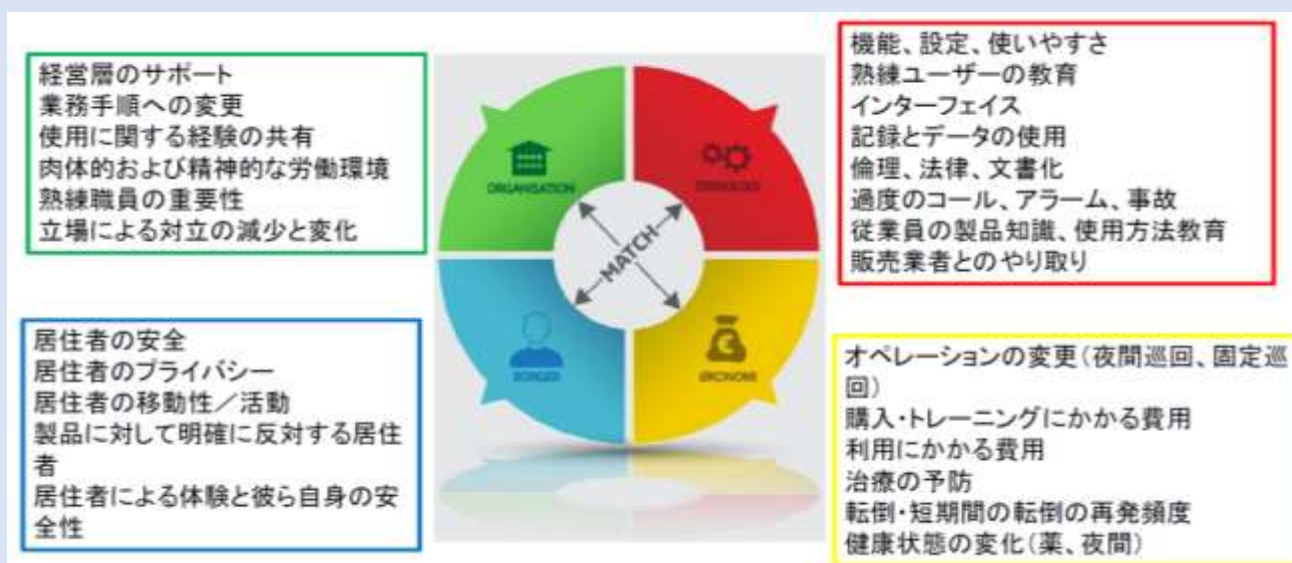 経営層のサポート
業務手順への変更
使用に関する経験の共有
肉体的および精神的な労働環境
熟練職員の重要性
立場による対立の減少と変化
機能、設定、使いやすさ
熟練ユーザーの教育
インターフェイス
記録とデータの使用
倫理、法律、文書化
過度のコール、アラーム、事故
従業員の製品知識、使用方法教育
販売業者とのやり取り
ORGANISATION
TEKNOLOGI
MATCH
BORGER
ØKONOMI
居住者の安全
居住者のプライバシー
居住者の移動性／活動
製品に対して明確に反対する居住
者
居住者による体験と彼ら自身の安
全性
オペレーションの変更(夜間巡回、固定巡
回)
購入・トレーニングにかかる費用
利用にかかる費用
治療の予防
転倒・短期間の転倒の再発頻度
健康状態の変化(薬、夜間)